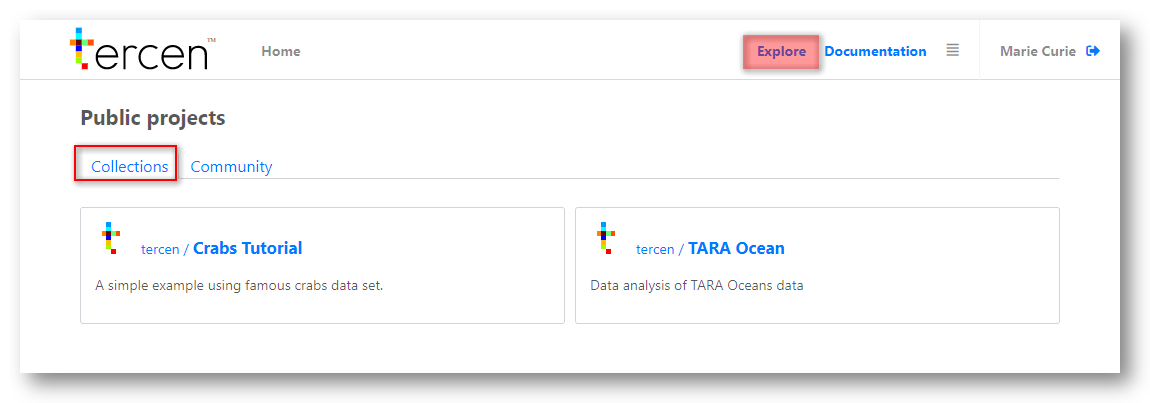 tercen™ Home Explore Documentation Marie Curie
Public projects
Collections Community
tercen / Crabs Tutorial
A simple example using famous crabs data set.
tercen / TARA Ocean
Data analysis of TARA Oceans data